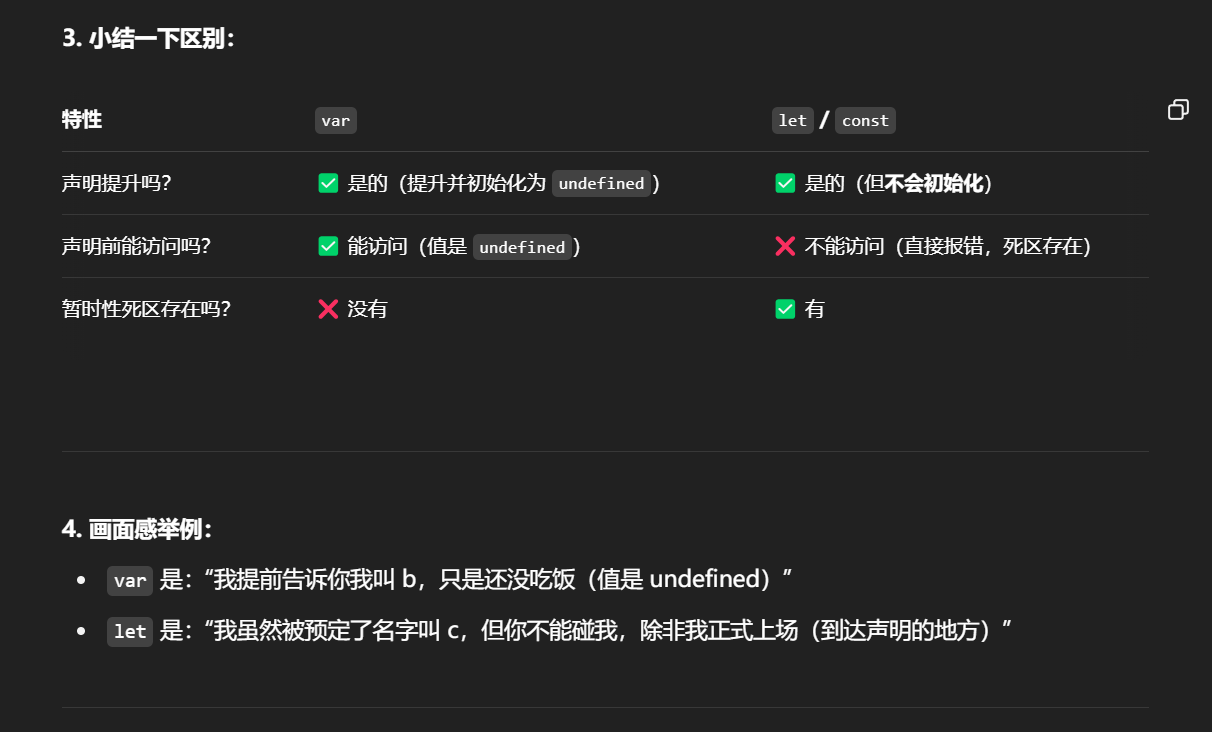 3. 小结一下区别：
特性 var let / const
声明提升吗？ ✅ 是的（提升并初始化为 undefined） ✅ 是的（但不会初始化）
声明前能访问吗？ ✅ 能访问（值是 undefined） ❌ 不能访问（直接报错，死区存在）
暂时性死区存在吗？ ❌ 没有 ✅ 有
4. 画面感举例：
• var 是：“我提前告诉你我叫 b，只是还没吃饭（值是 undefined）”
• let 是：“我虽然被预定了名字叫 c，但你不能碰我，除非我正式上场（到达声明的地方）”